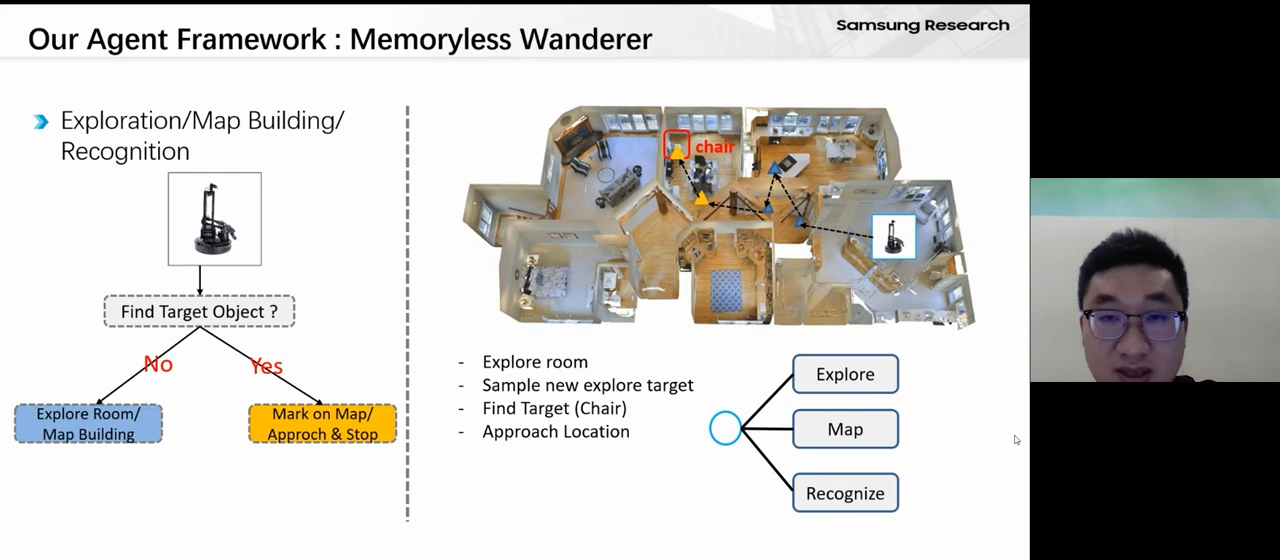 Our Agent Framework : Memoryless Wanderer
Samsung Research
Exploration/Map Building/
Recognition
Find Target Object ?
No
Yes
Explore Room/
Map Building
Mark on Map/
Approch & Stop
chair
- Explore room
- Sample new explore target
- Find Target (Chair)
- Approach Location
Explore
Map
Recognize